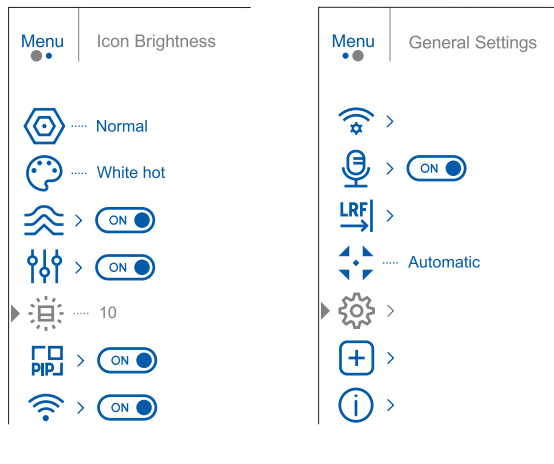 Menu Icon Brightness
Normal
White hot
ON
ON
10
PIP ON
ON
Menu General Settings
ON
LRF
Automatic